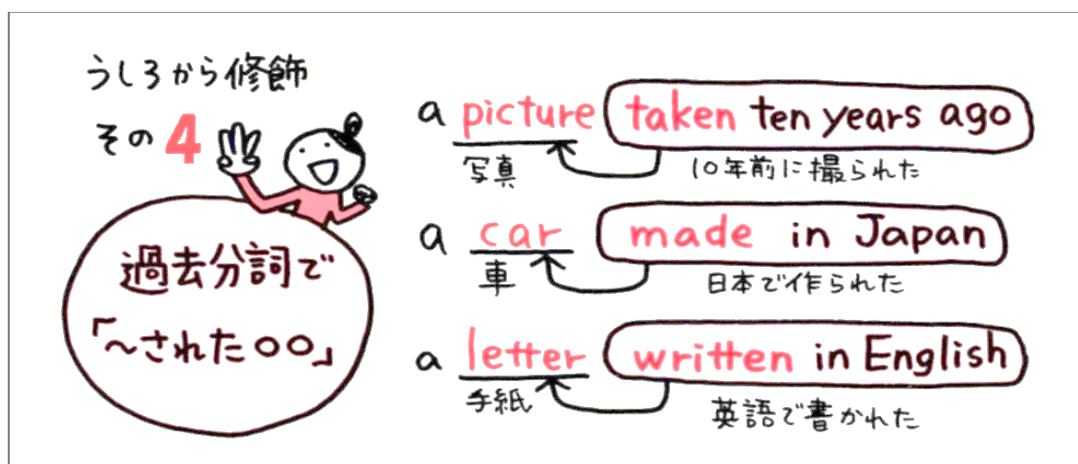 うしろから修飾
その4
過去分詞で
「~された○○」
a picture taken ten years ago
写真 10年前に撮られた
a car made in Japan
車 日本で作られた
a letter written in English
手紙 英語で書かれた